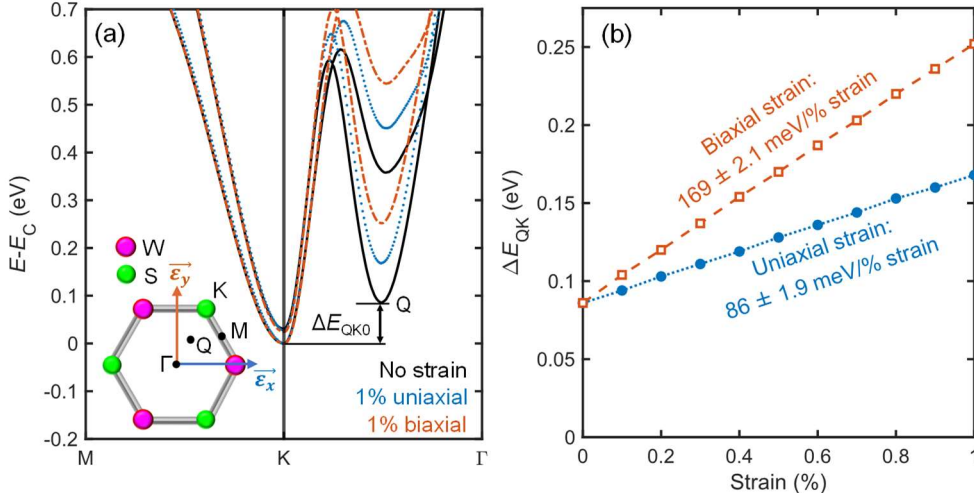 (a)
0.7
0.6
0.5
0.4
0.3
0.2
0.1
0
-0.1
-0.2
E-E_C (eV)
W
S
ε_y
K
M
Q
Γ
ε_x
Q
ΔE_QK0
No strain
1% uniaxial
1% biaxial
M
K
Γ
(b)
0.25
0.2
0.15
0.1
0.05
0
ΔE_QK (eV)
Biaxial strain:
169 ± 2.1 meV/% strain
Uniaxial strain:
86 ± 1.9 meV/% strain
0
0.2
0.4
0.6
0.8
1
Strain (%)